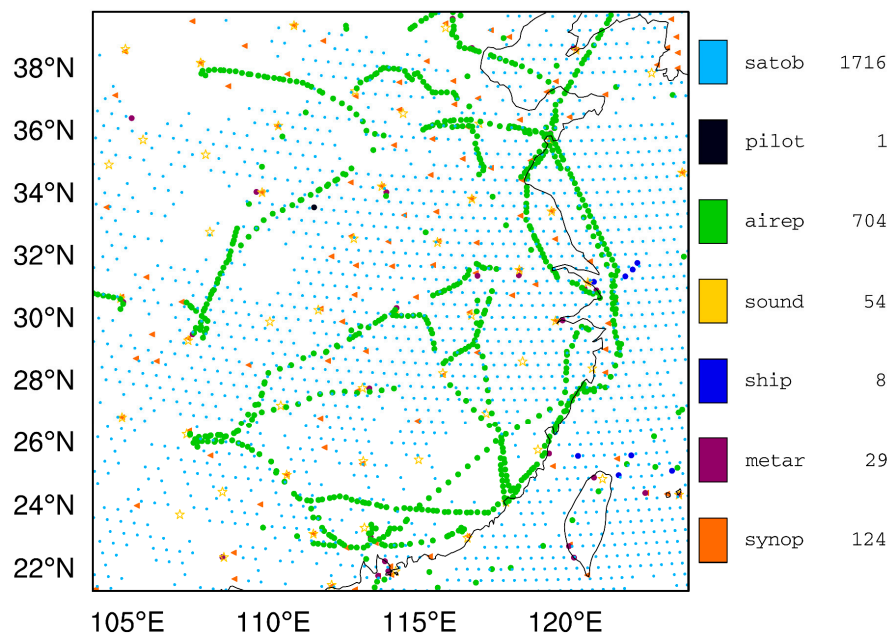 38°N
36°N
34°N
32°N
30°N
28°N
26°N
24°N
22°N
105°E 110°E 115°E 120°E
satob 1716
pilot 1
airep 704
sound 54
ship 8
metar 29
synop 124